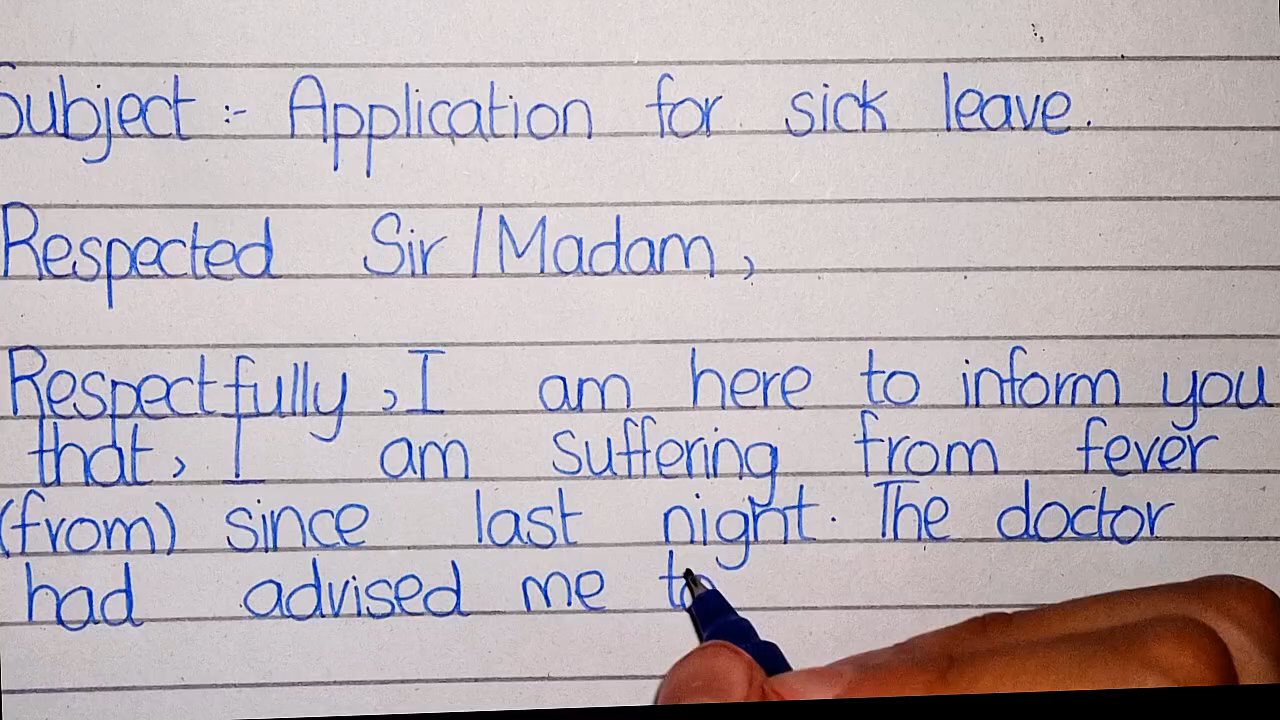 Subject :- Application for sick leave.
Respected Sir/Madam,
Respectfully, I am here to inform you
that, I am suffering from fever
(from) since last night. The doctor
had advised me to